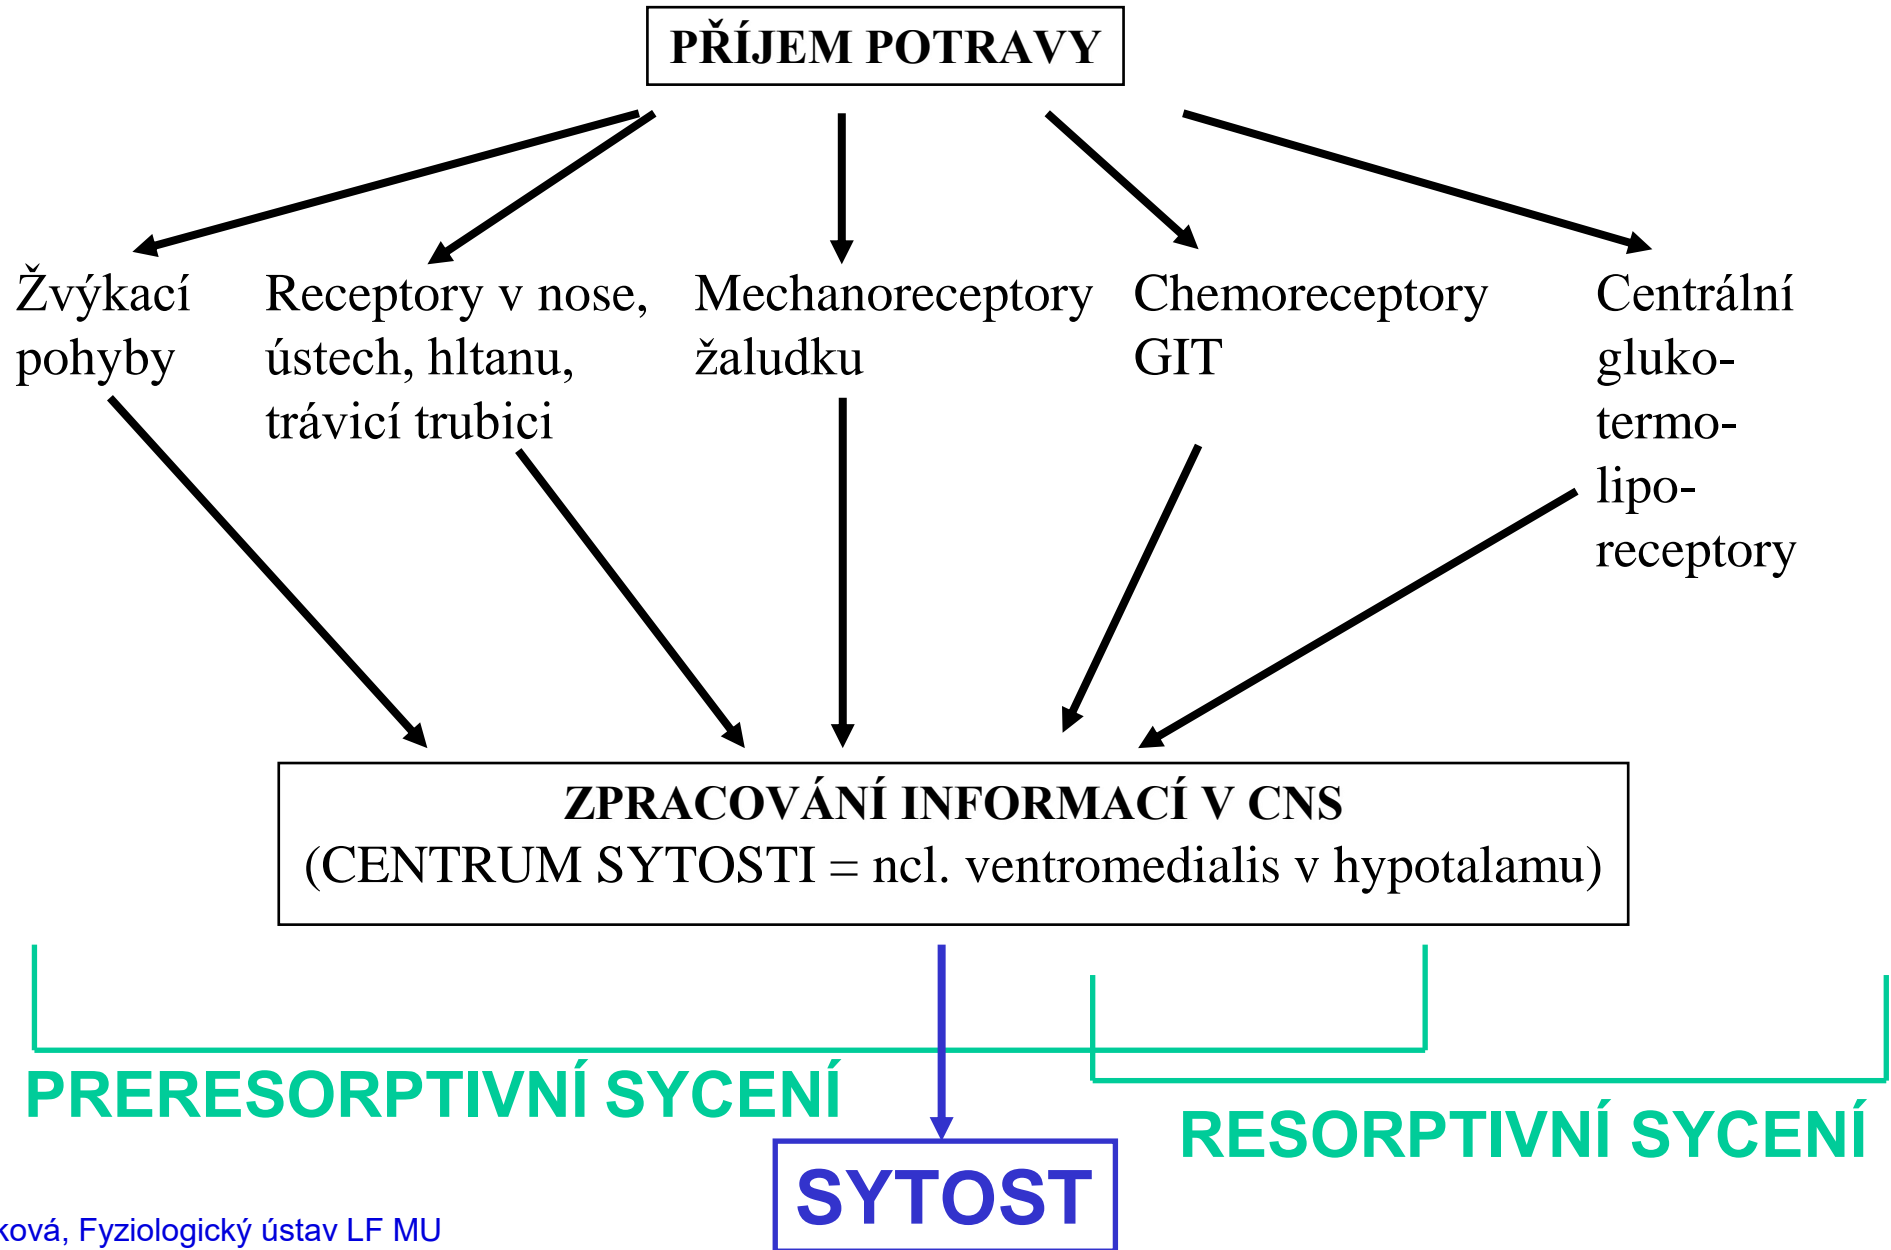 PŘÍJEM POTRAVY
Žvýkací
pohyby
Receptory v nose,
ústech, hltanu,
trávicí trubici
Mechanoreceptory
žaludku
Chemoreceptory
GIT
Centrální
gluko-
termo-
lipo-
receptory
ZPRACOVÁNÍ INFORMACÍ V CNS
(CENTRUM SYTOSTI = ncl. ventromedialis v hypotalamu)
PRERESORPTIVNÍ SYCENÍ
RESORPTIVNÍ SYCENÍ
SYTOST
Fyziologický ústav LF MU